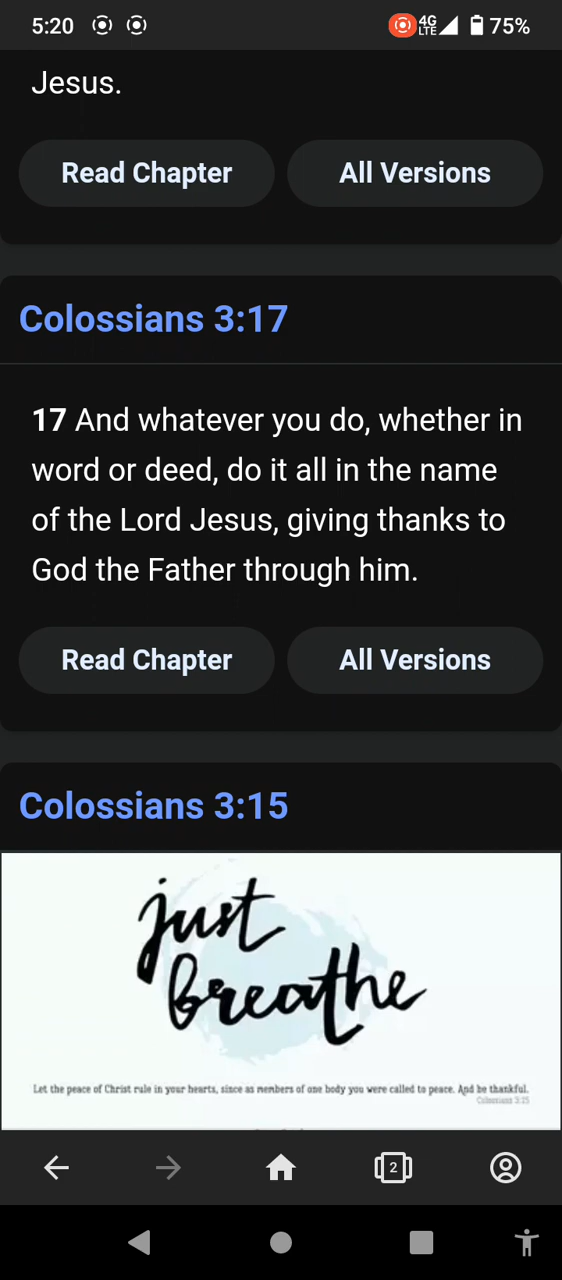 5:20 4G LTE 75%
Jesus.
Read Chapter All Versions
Colossians 3:17
17 And whatever you do, whether in
word or deed, do it all in the name
of the Lord Jesus, giving thanks to
God the Father through him.
Read Chapter All Versions
Colossians 3:15
just
breathe
Let the peace of Christ rule in your hearts, since as members of one body you were called to peace. And be thankful.
Colossians 3:15
2